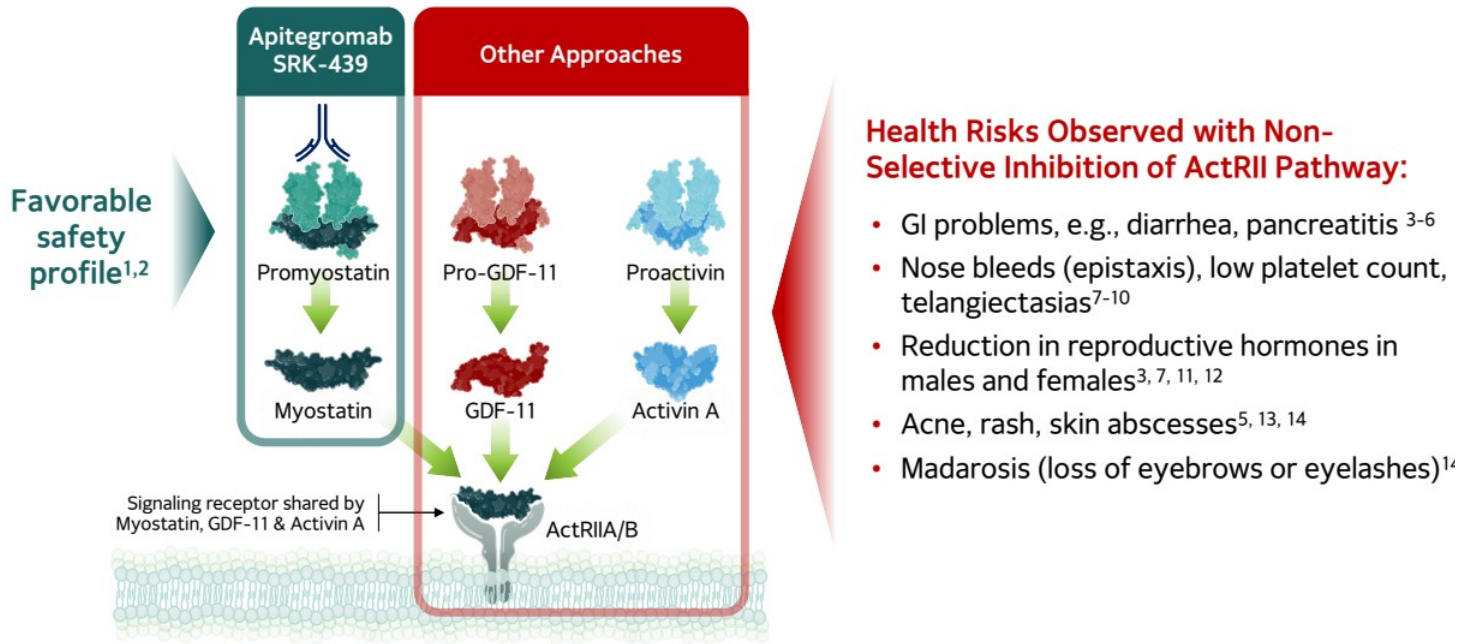 Apitegromab
SRK-439
Other Approaches
Favorable
safety
profile1,2
Promyostatin
Pro-GDF-11
Proactivin
Myostatin
GDF-11
Activin A
Signaling receptor shared by
Myostatin, GDF-11 & Activin A
ActRIIA/B
Health Risks Observed with Non-
Selective Inhibition of ActRII Pathway:
• GI problems, e.g., diarrhea, pancreatitis 3-6
• Nose bleeds (epistaxis), low platelet count,
telangiectasias7-10
• Reduction in reproductive hormones in
males and females3, 7, 11, 12
• Acne, rash, skin abscesses5, 13, 14
• Madarosis (loss of eyebrows or eyelashes)14